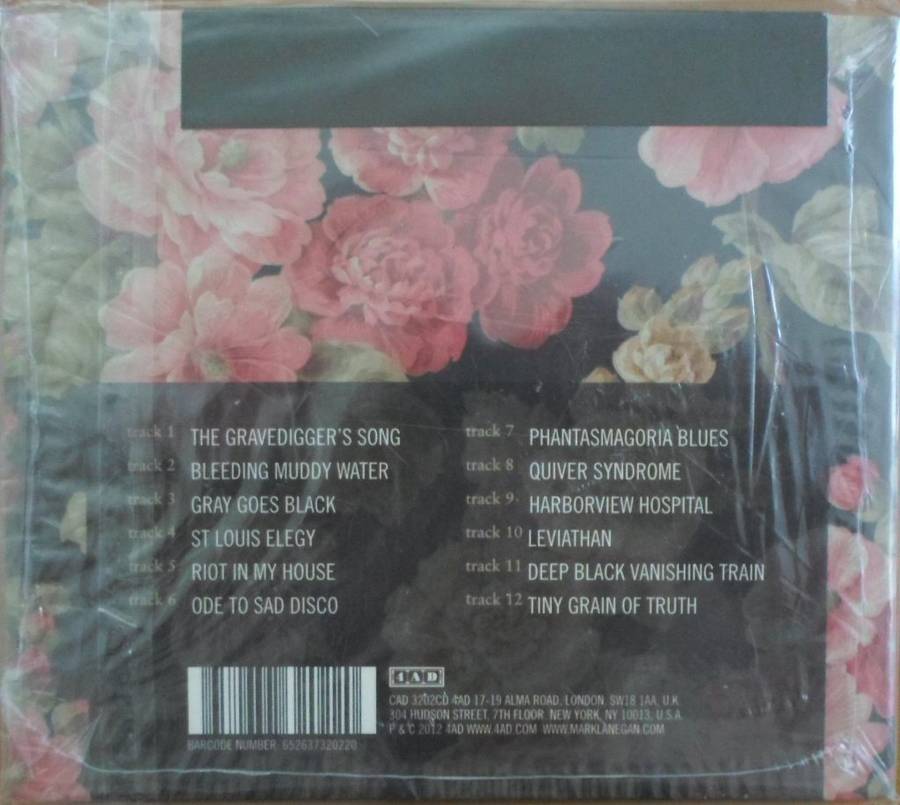 track 1 THE GRAVEDIGGER'S SONG
track 2 BLEEDING MUDDY WATER
track 3 GRAY GOES BLACK
track 4 ST LOUIS ELEGY
track 5 RIOT IN MY HOUSE
track 6 ODE TO SAD DISCO
track 7 PHANTASMAGORIA BLUES
track 8 QUIVER SYNDROME
track 9 HARBORVIEW HOSPITAL
track 10 LEVIATHAN
track 11 DEEP BLACK VANISHING TRAIN
track 12 TINY GRAIN OF TRUTH
BARCODE NUMBER 652637320220
4AD
CAD 3202CD 4AD 17-19 ALMA ROAD, LONDON, SW18 1AA, U.K.
304 HUDSON STREET, 7TH FLOOR, NEW YORK, NY, 10013, U.S.A.
P & C 2012 4AD WWW.4AD.COM WWW.MARKLANEGAN.COM